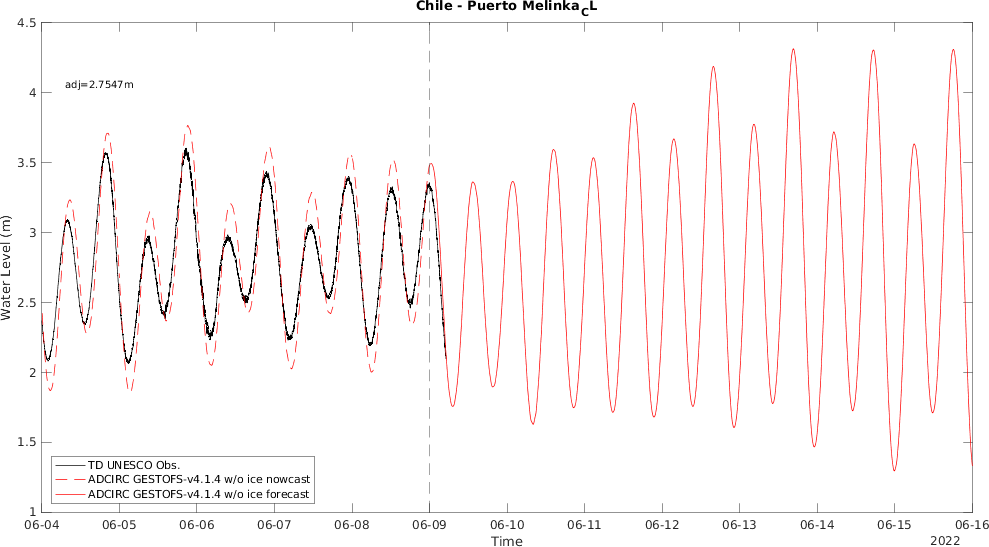 Chile - Puerto MelinkaCL
adj=2.7547m
4.5
4
3.5
3
2.5
2
1.5
1
Water Level (m)
TD UNESCO Obs.
ADCIRC GESTOFS-v4.1.4 w/o ice nowcast
ADCIRC GESTOFS-v4.1.4 w/o ice forecast
06-04 06-05 06-06 06-07 06-08 06-09 06-10 06-11 06-12 06-13 06-14 06-15 06-16
Time
2022